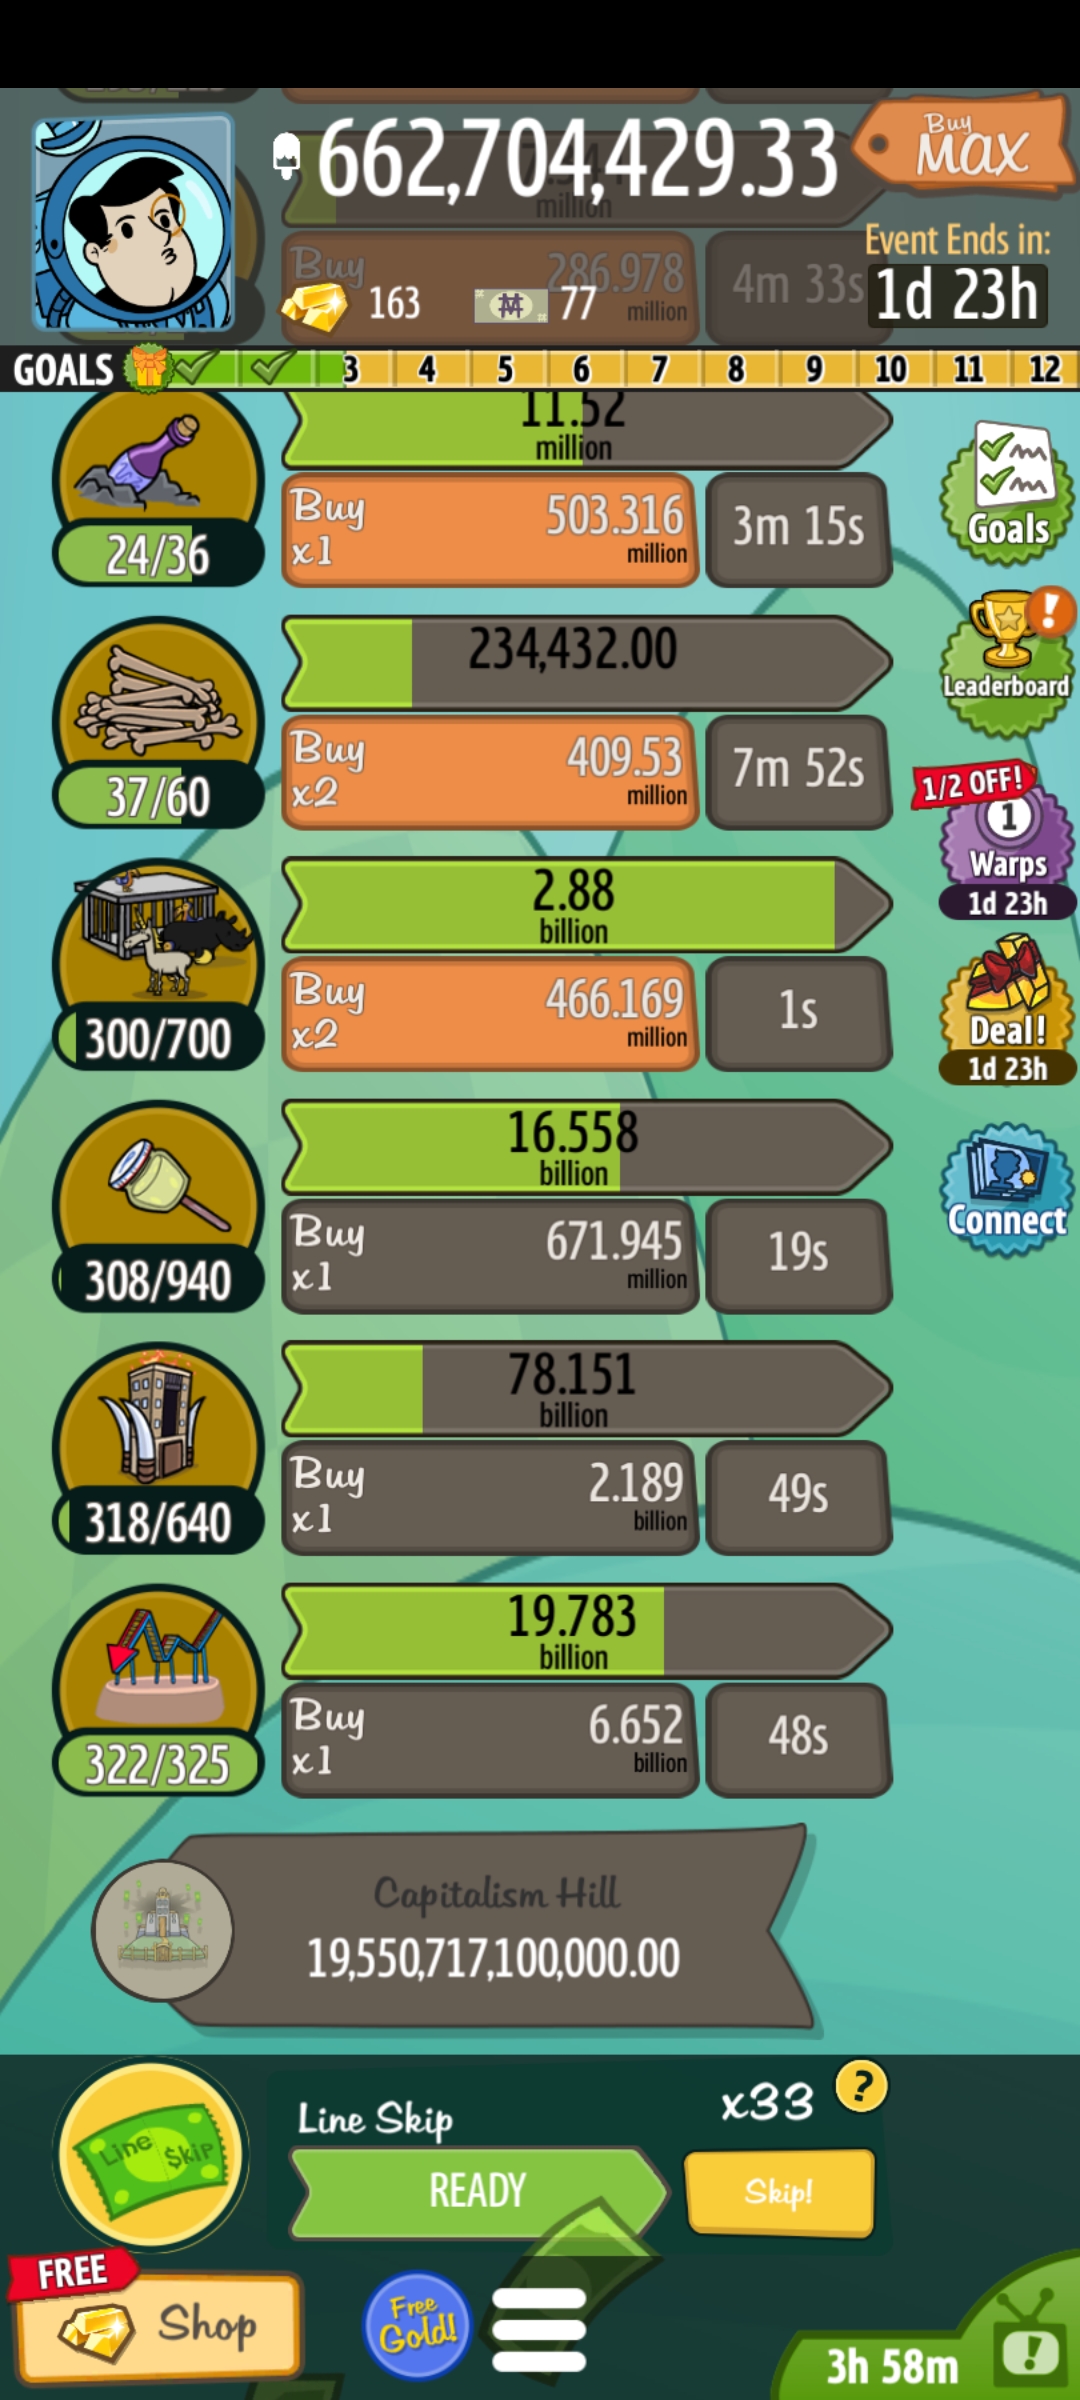 662,704,429.33
Buy
MAX
million
Buy
286.978
million
4m 33s
163
77
Event Ends in:
1d 23h
GOALS
3
4
5
6
7
8
9
10
11
12
11.52
million
24/36
Buy
x1
503.316
million
3m 15s
Goals
234,432.00
37/60
Buy
x2
409.53
million
7m 52s
Leaderboard
1/2 OFF!
1
Warps
1d 23h
2.88
billion
300/700
Buy
x2
466.169
million
1s
Deal!
1d 23h
16.558
billion
308/940
Buy
x1
671.945
million
19s
Connect
78.151
billion
318/640
Buy
x1
2.189
billion
49s
19.783
billion
322/325
Buy
x1
6.652
billion
48s
Capitalism Hill
19,550,717,100,000.00
Line $kip
Line Skip
x33
?
READY
Skip!
FREE
Shop
Free
Gold!
3h 58m